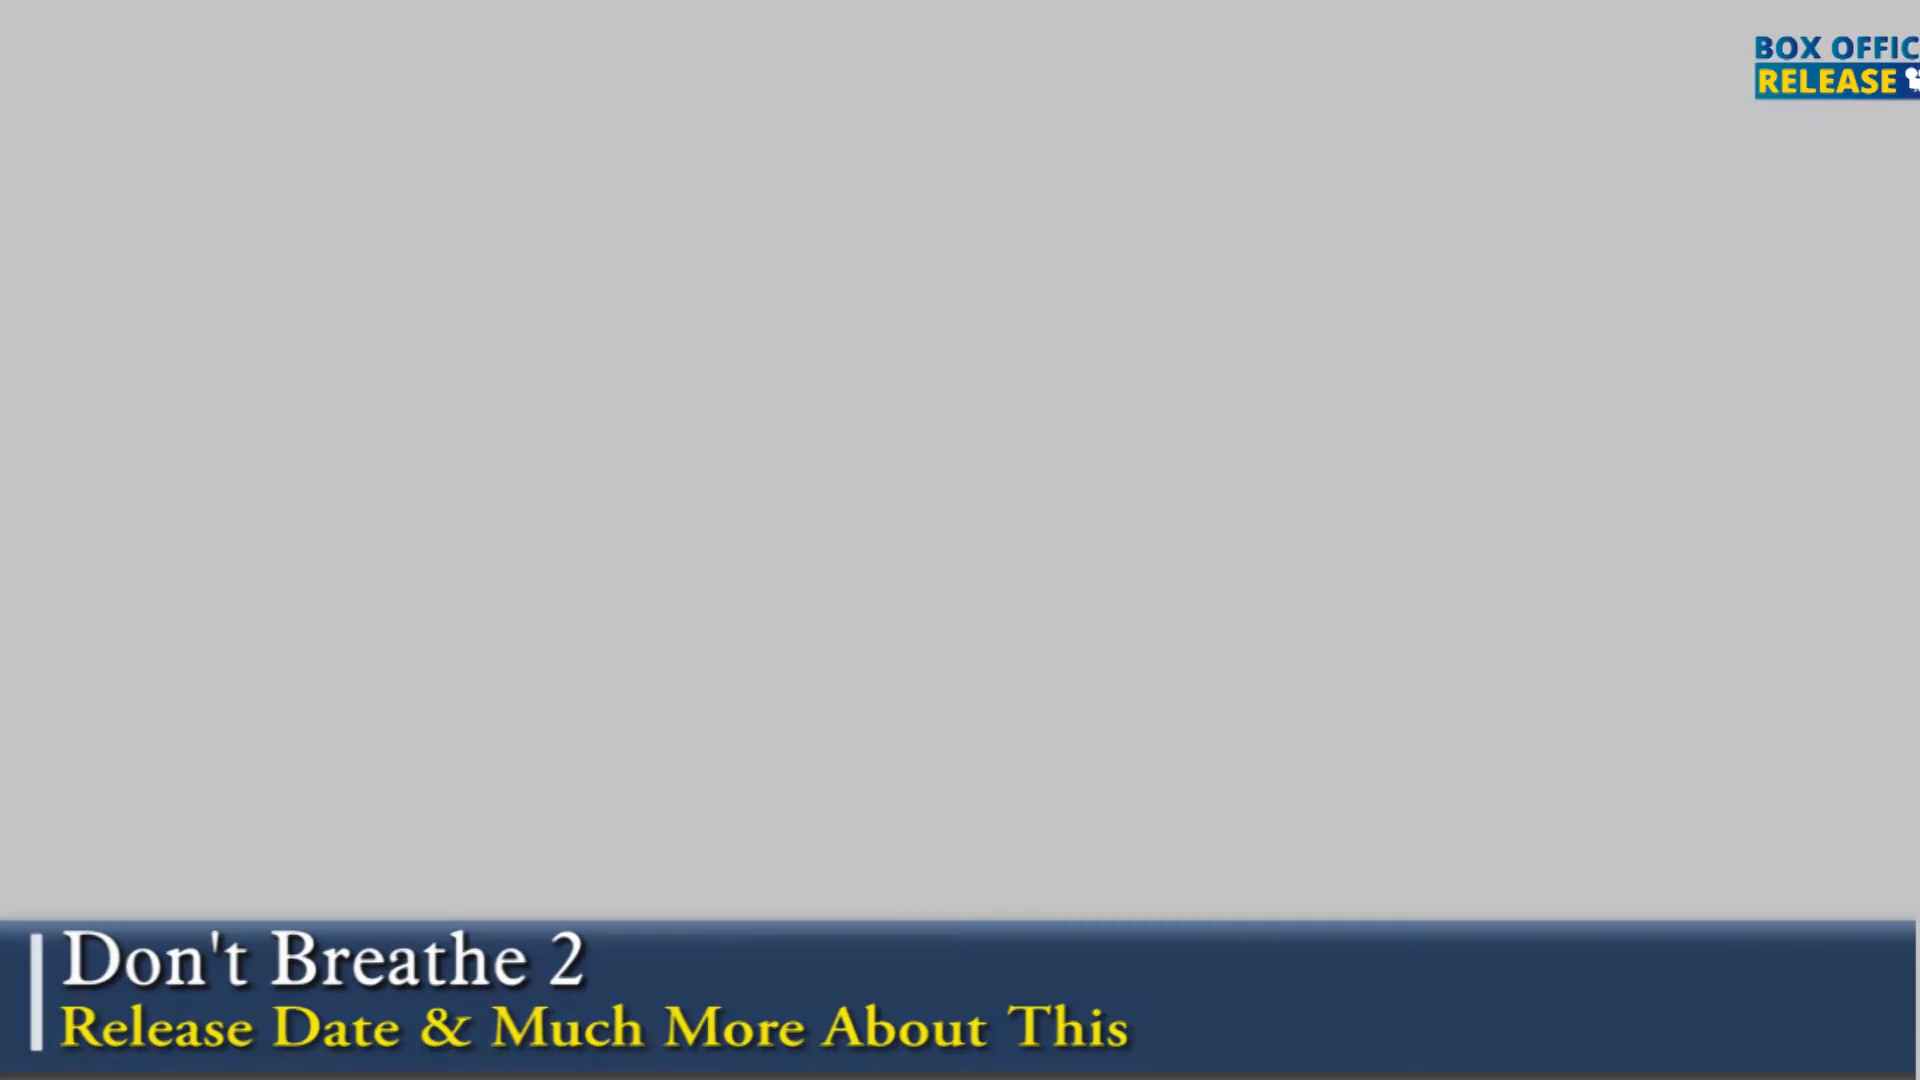 BOX OFFIC
RELEASE
Don't Breathe 2
Release Date & Much More About This